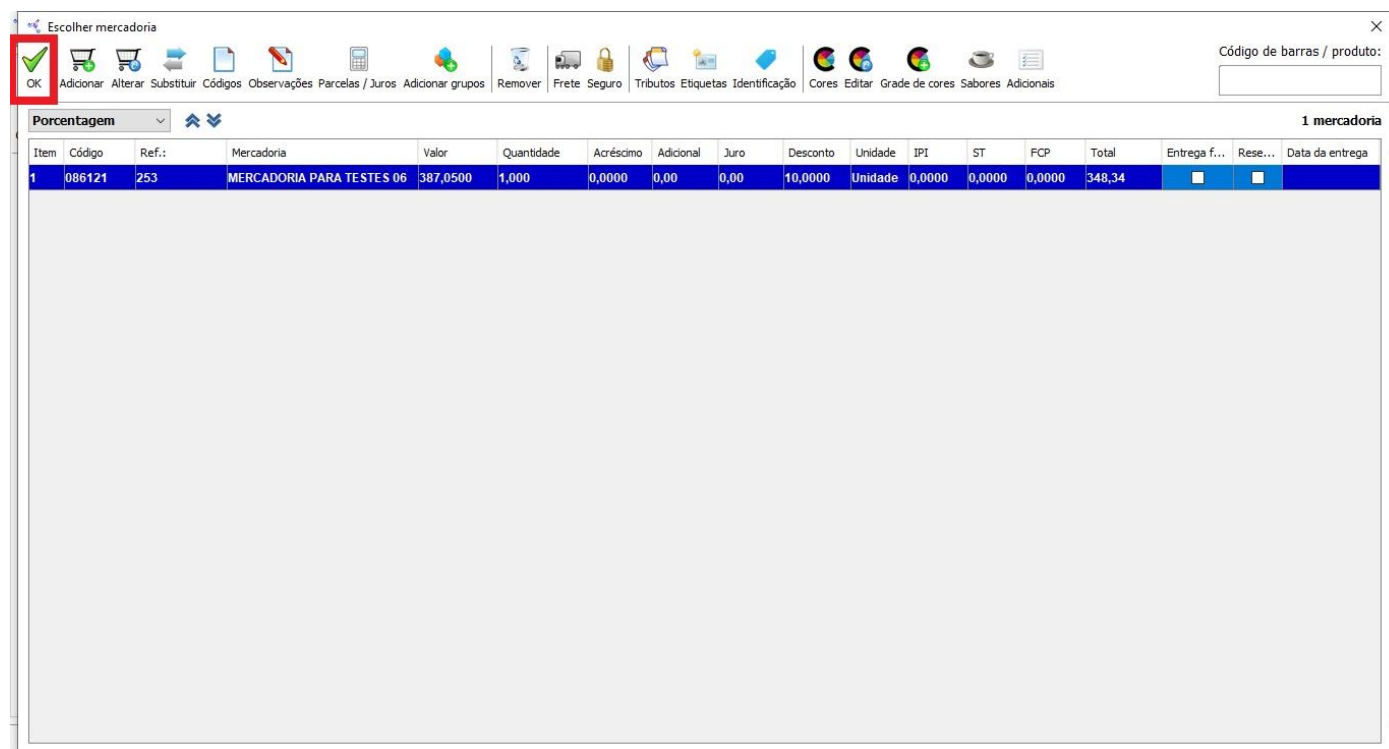 Escolher mercadoria
Código de barras / produto:
OK Adicionar Alterar Substituir Códigos Observações Parcelas / Juros Adicionar grupos Remover Frete Seguro Tributos Etiquetas Identificação Cores Editar Grade de cores Sabores Adicionais
Porcentagem 1 mercadoria
Item Código Ref.: Mercadoria Valor Quantidade Acréscimo Adicional Juro Desconto Unidade IPI ST FCP Total Entrega f... Rese... Data da entrega
1 086121 253 MERCADORIA PARA TESTES 06 387,0500 1,000 0,0000 0,00 0,00 10,0000 Unidade 0,0000 0,0000 0,0000 348,34